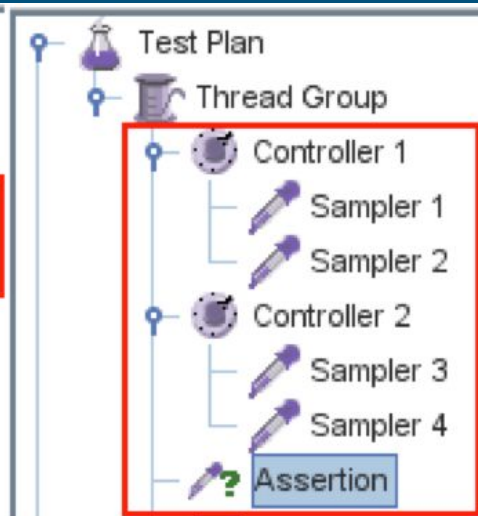 Test Plan
Thread Group
Controller 1
Sampler 1
Sampler 2
Controller 2
Sampler 3
Sampler 4
Assertion